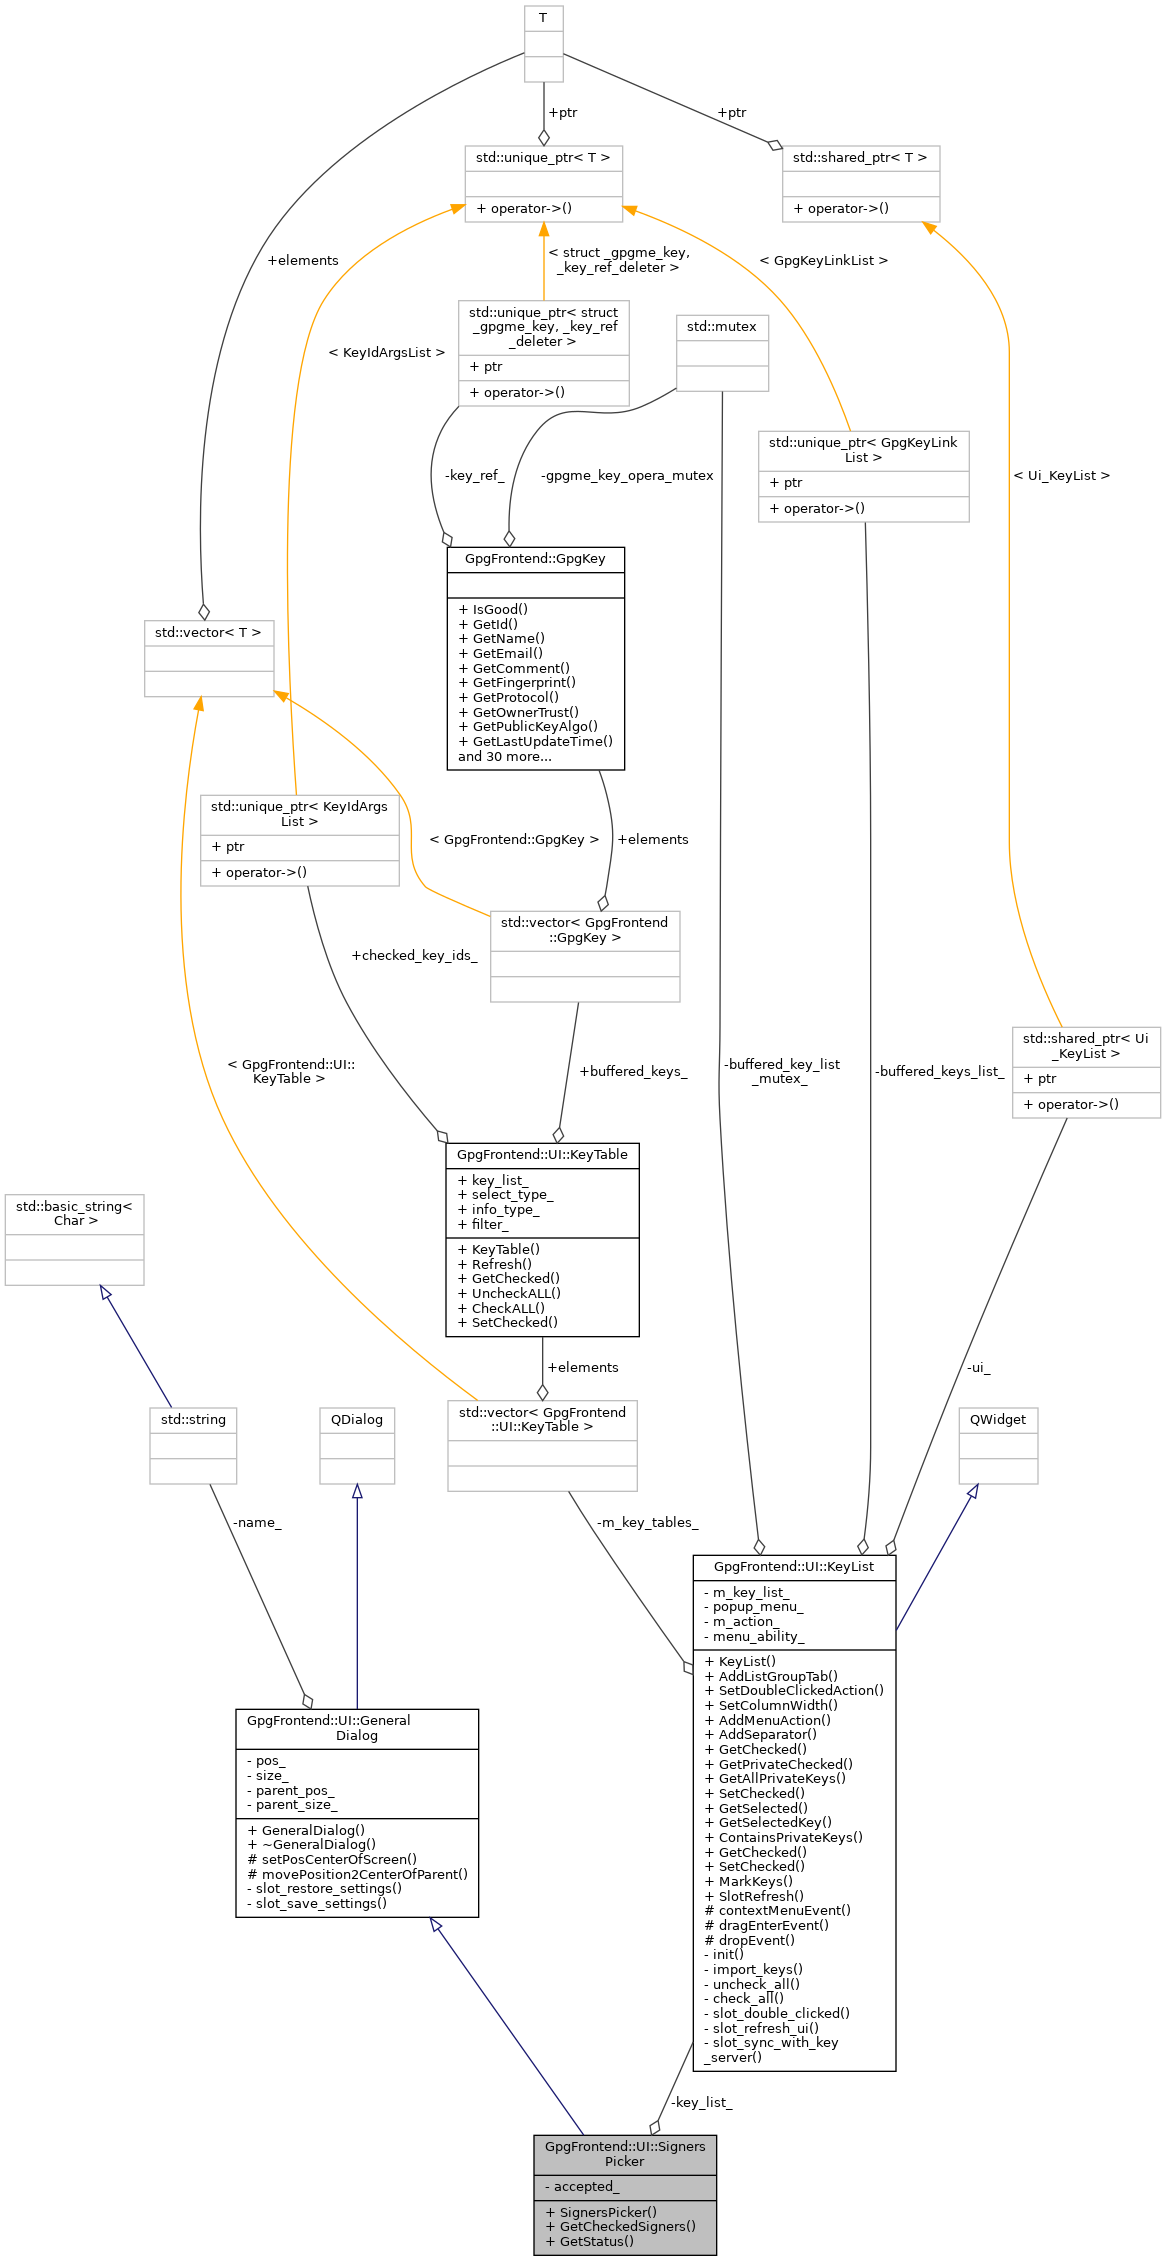 T
+ptr
+ptr
std::unique_ptr< T >
+ operator->()
std::shared_ptr< T >
+ operator->()
+elements
< struct _gpgme_key,
_key_ref_deleter >
< GpgKeyLinkList >
std::unique_ptr< struct
_gpgme_key, _key_ref
_deleter >
+ ptr
+ operator->()
std::mutex
< KeyIdArgsList >
std::unique_ptr< GpgKeyLink
List >
+ ptr
+ operator->()
-key_ref_
-gpgme_key_opera_mutex
< Ui_KeyList >
GpgFrontend::GpgKey
+ IsGood()
+ GetId()
+ GetName()
+ GetEmail()
+ GetComment()
+ GetFingerprint()
+ GetProtocol()
+ GetOwnerTrust()
+ GetPublicKeyAlgo()
+ GetLastUpdateTime()
and 30 more...
std::vector< T >
std::unique_ptr< KeyIdArgs
List >
+ ptr
+ operator->()
< GpgFrontend::GpgKey >
+elements
std::vector< GpgFrontend
::GpgKey >
+checked_key_ids_
< GpgFrontend::UI::
KeyTable >
+buffered_keys_
-buffered_key_list
_mutex_
-buffered_keys_list_
std::shared_ptr< Ui
_KeyList >
+ ptr
+ operator->()
GpgFrontend::UI::KeyTable
+ key_list_
+ select_type_
+ info_type_
+ filter_
+ KeyTable()
+ Refresh()
+ GetChecked()
+ UncheckALL()
+ CheckALL()
+ SetChecked()
std::basic_string<
Char >
+elements
-ui_
std::string
QDialog
std::vector< GpgFrontend
::UI::KeyTable >
QWidget
-name_
-m_key_tables_
GpgFrontend::UI::KeyList
- m_key_list_
- popup_menu_
- m_action_
- menu_ability_
+ KeyList()
+ AddListGroupTab()
+ SetDoubleClickedAction()
+ SetColumnWidth()
+ AddMenuAction()
+ AddSeparator()
+ GetChecked()
+ GetPrivateChecked()
+ GetAllPrivateKeys()
+ SetChecked()
+ GetSelected()
+ GetSelectedKey()
+ ContainsPrivateKeys()
+ GetChecked()
+ SetChecked()
+ MarkKeys()
+ SlotRefresh()
# contextMenuEvent()
# dragEnterEvent()
# dropEvent()
- init()
- import_keys()
- uncheck_all()
- check_all()
- slot_double_clicked()
- slot_refresh_ui()
- slot_sync_with_key
_server()
GpgFrontend::UI::General
Dialog
- pos_
- size_
- parent_pos_
- parent_size_
+ GeneralDialog()
+ ~GeneralDialog()
# setPosCenterOfScreen()
# movePosition2CenterOfParent()
- slot_restore_settings()
- slot_save_settings()
-key_list_
GpgFrontend::UI::Signers
Picker
- accepted_
+ SignersPicker()
+ GetCheckedSigners()
+ GetStatus()